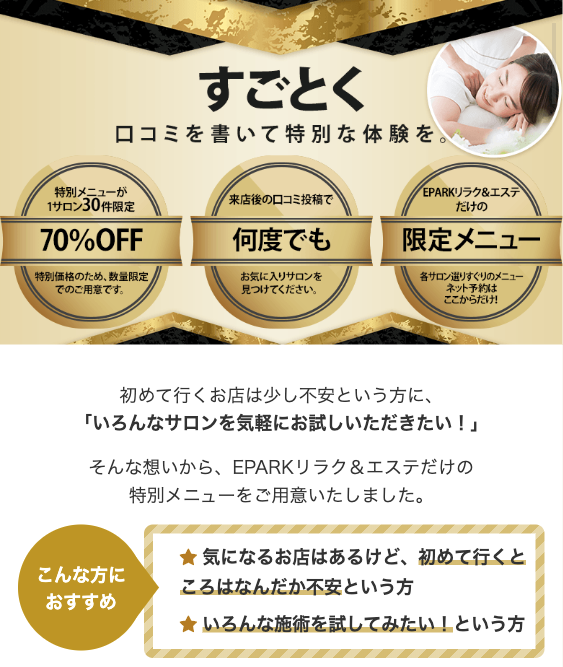 すごとく
口コミを書いて特別な体験を。
特別メニューが
1サロン30件限定
70%OFF
特別価格のため、数量限定
でのご用意です。
来店後の口コミ投稿で
何度でも
お気に入りサロンを
見つけてください。
EPARKリラク&エステ
だけの
限定メニュー
各サロン選りすぐりのメニュー
ネット予約は
ここからだけ!
初めて行くお店は少し不安という方に、
「いろんなサロンを気軽にお試しいただきたい！」
そんな想いから、EPARKリラク＆エステだけの
特別メニューをご用意いたしました。
こんな方に
おすすめ
★ 気になるお店はあるけど、初めて行くと
ころはなんだか不安という方
★ いろんな施術を試してみたい！という方